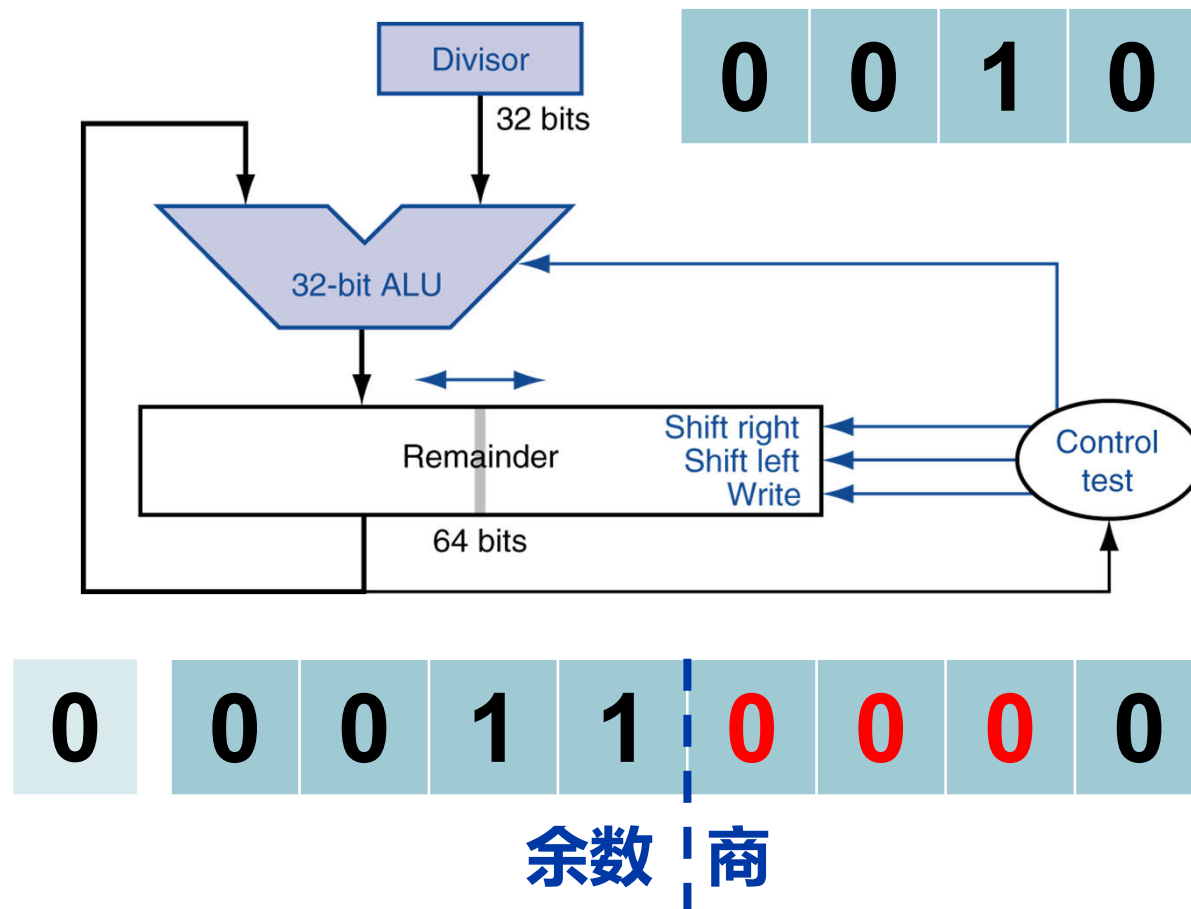 Divisor
0 0 1 0
32 bits
32-bit ALU
Remainder
Shift right
Shift left
Write
Control
test
64 bits
0 0 0 1 1 0 0 0 0
余数 商